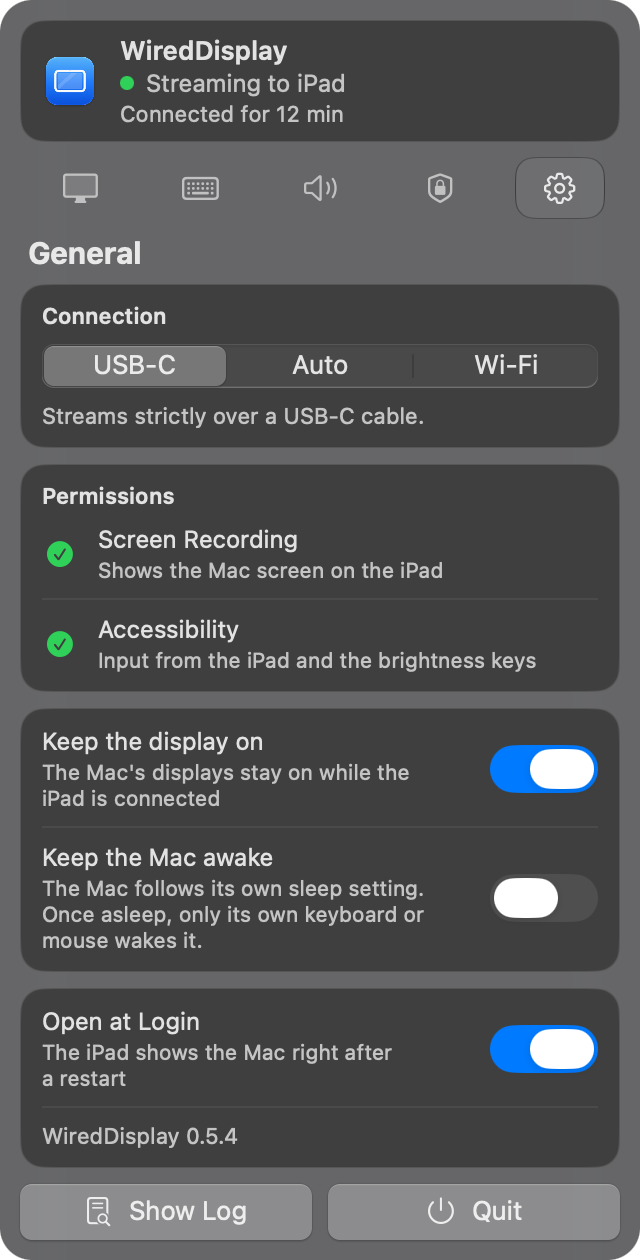 WiredDisplay
Streaming to iPad
Connected for 12 min
General
Connection
USB-C Auto Wi-Fi
Streams strictly over a USB-C cable.
Permissions
Screen Recording
Shows the Mac screen on the iPad
Accessibility
Input from the iPad and the brightness keys
Keep the display on
The Mac's displays stay on while the
iPad is connected
Keep the Mac awake
The Mac follows its own sleep setting.
Once asleep, only its own keyboard or
mouse wakes it.
Open at Login
The iPad shows the Mac right after
a restart
WiredDisplay 0.5.4
Show Log Quit